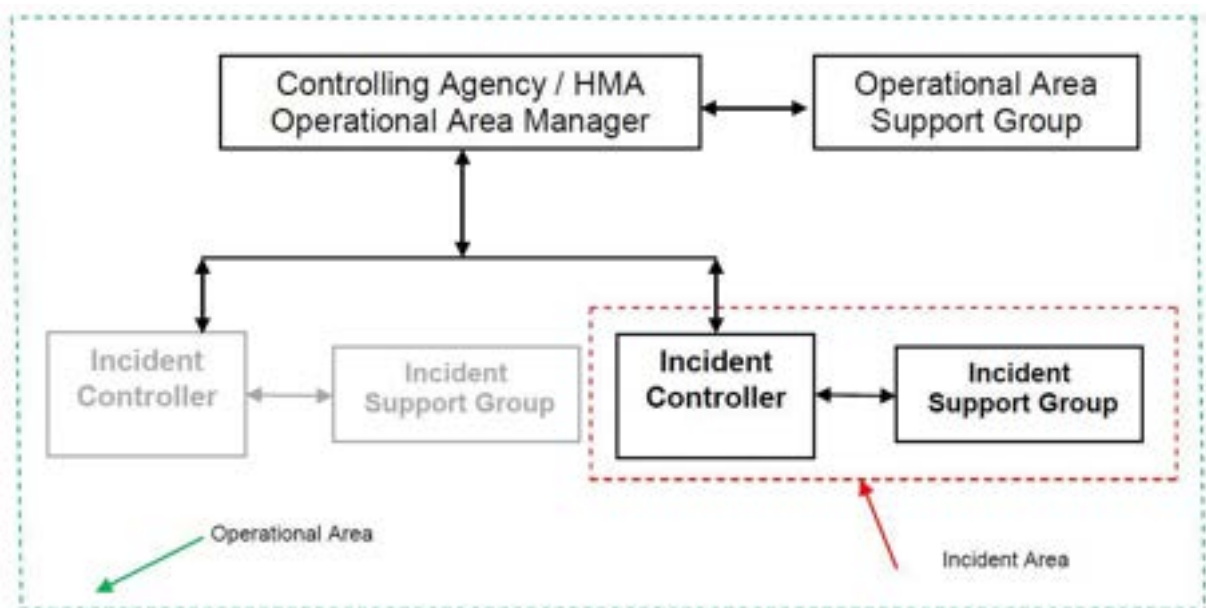 Controlling Agency / HMA
Operational Area Manager
Operational Area
Support Group
Incident
Controller
Incident
Support Group
Incident
Controller
Incident
Support Group
Operational Area
Incident Area